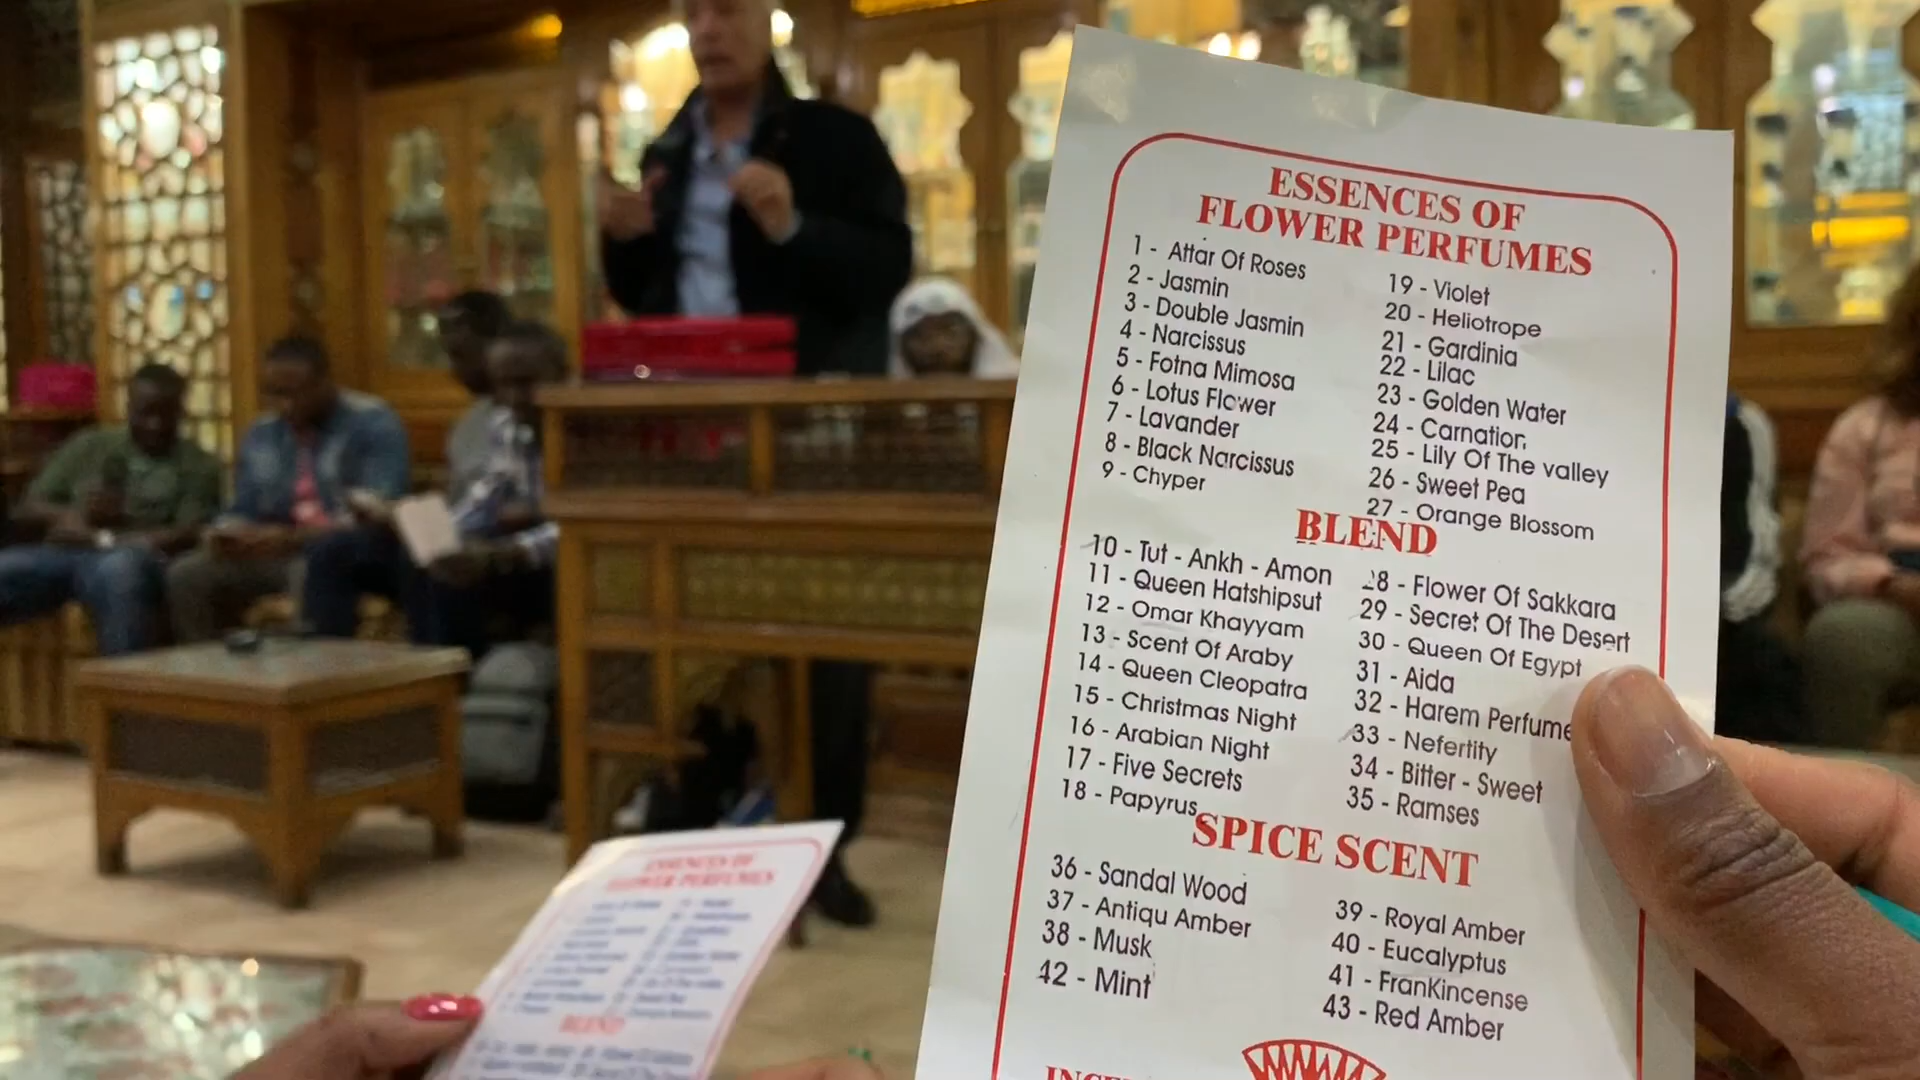 ESSENCES OF
FLOWER PERFUMES
1 - Attar Of Roses
2 - Jasmin
3 - Double Jasmin
4 - Narcissus
5 - Fotna Mimosa
6 - Lotus Flower
7 - Lavander
8 - Black Narcissus
9 - Chyper
19 - Violet
20 - Heliotrope
21 - Gardinia
22 - Lilac
23 - Golden Water
24 - Carnation
25 - Lily Of The valley
26 - Sweet Pea
27 - Orange Blossom
BLEND
10 - Tut - Ankh - Amon
11 - Queen Hatshipsut
12 - Omar Khayyam
13 - Scent Of Araby
14 - Queen Cleopatra
15 - Christmas Night
16 - Arabian Night
17 - Five Secrets
18 - Papyrus
28 - Flower Of Sakkara
29 - Secret Of The Desert
30 - Queen Of Egypt
31 - Aida
32 - Harem Perfume
33 - Nefertity
34 - Bitter - Sweet
35 - Ramses
SPICE SCENT
36 - Sandal Wood
37 - Antiqu Amber
38 - Musk
42 - Mint
39 - Royal Amber
40 - Eucalyptus
41 - FranKincense
43 - Red Amber
ESSENCES OF
FLOWER PERFUMES
BLEND